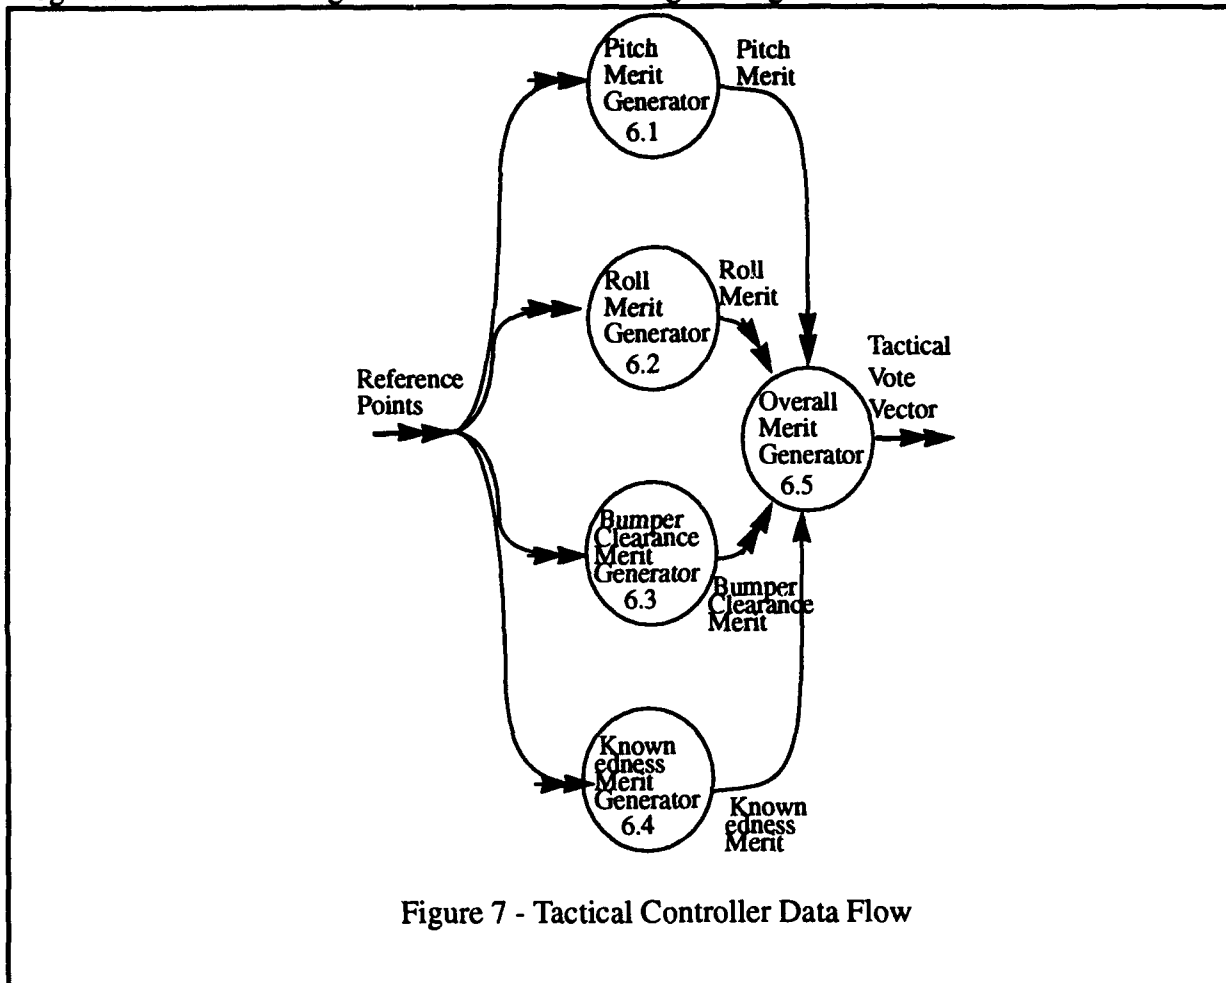 Pitch
Merit
Generator
6.1
Pitch
Merit
Roll
Merit
Generator
6.2
Roll
Merit
Reference
Points
Overall
Merit
Generator
6.5
Tactical
Vote
Vector
Bumper
Clearance
Merit
Generator
6.3
Bumper
Clearance
Merit
Known
edness
Merit
Generator
6.4
Known
edness
Merit
Figure 7 - Tactical Controller Data Flow